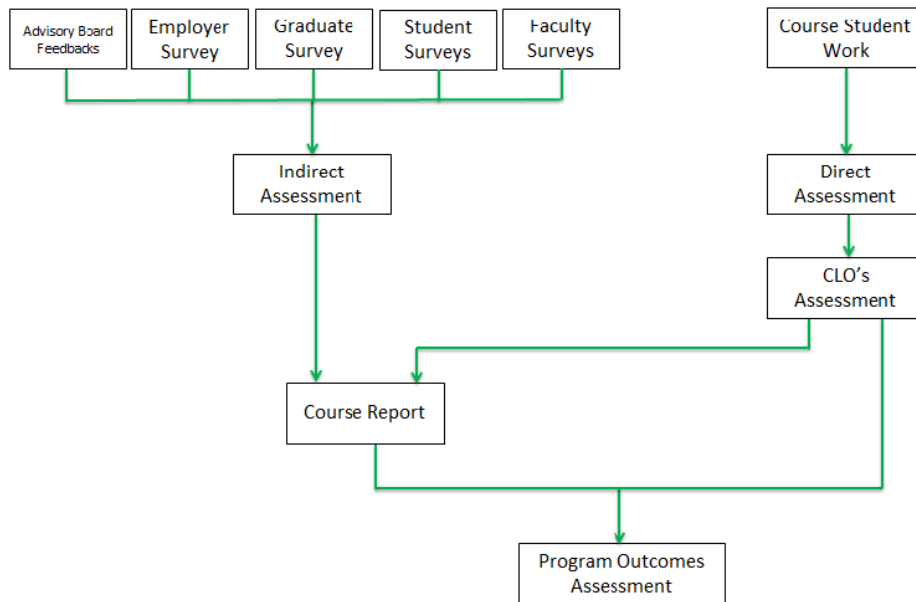 Advisory Board
Feedbacks
Employer
Survey
Graduate
Survey
Student
Surveys
Faculty
Surveys
Course Student
Work
Indirect
Assessment
Direct
Assessment
CLO's
Assessment
Course Report
Program Outcomes
Assessment